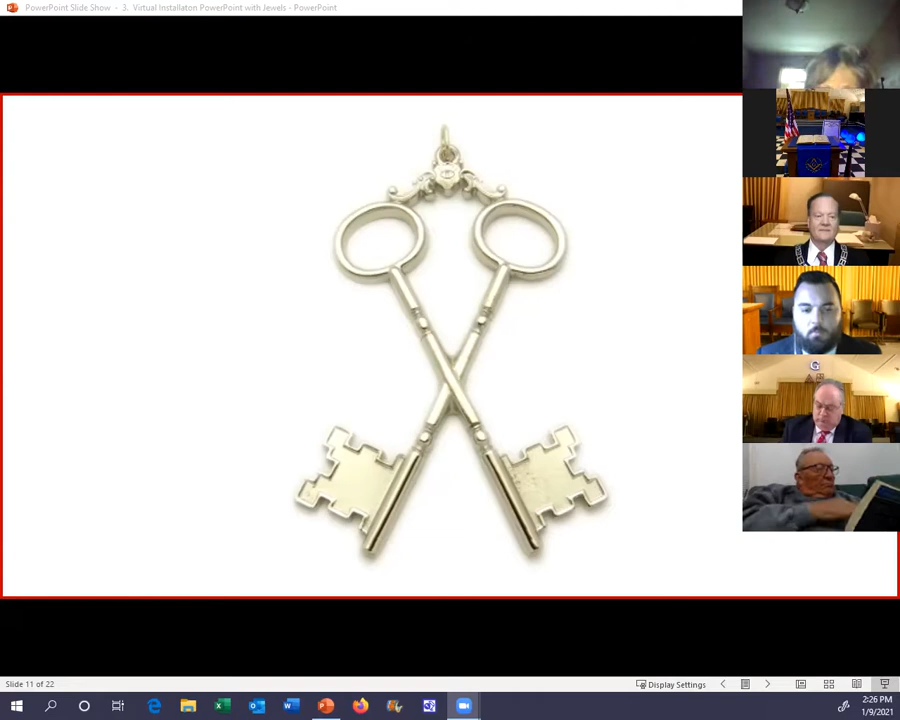 PowerPoint Slide Show - 3. Virtual Installaton PowerPoint with Jewels - PowerPoint
G
Slide 11 of 22
Display Settings
2:26 PM
1/9/2021